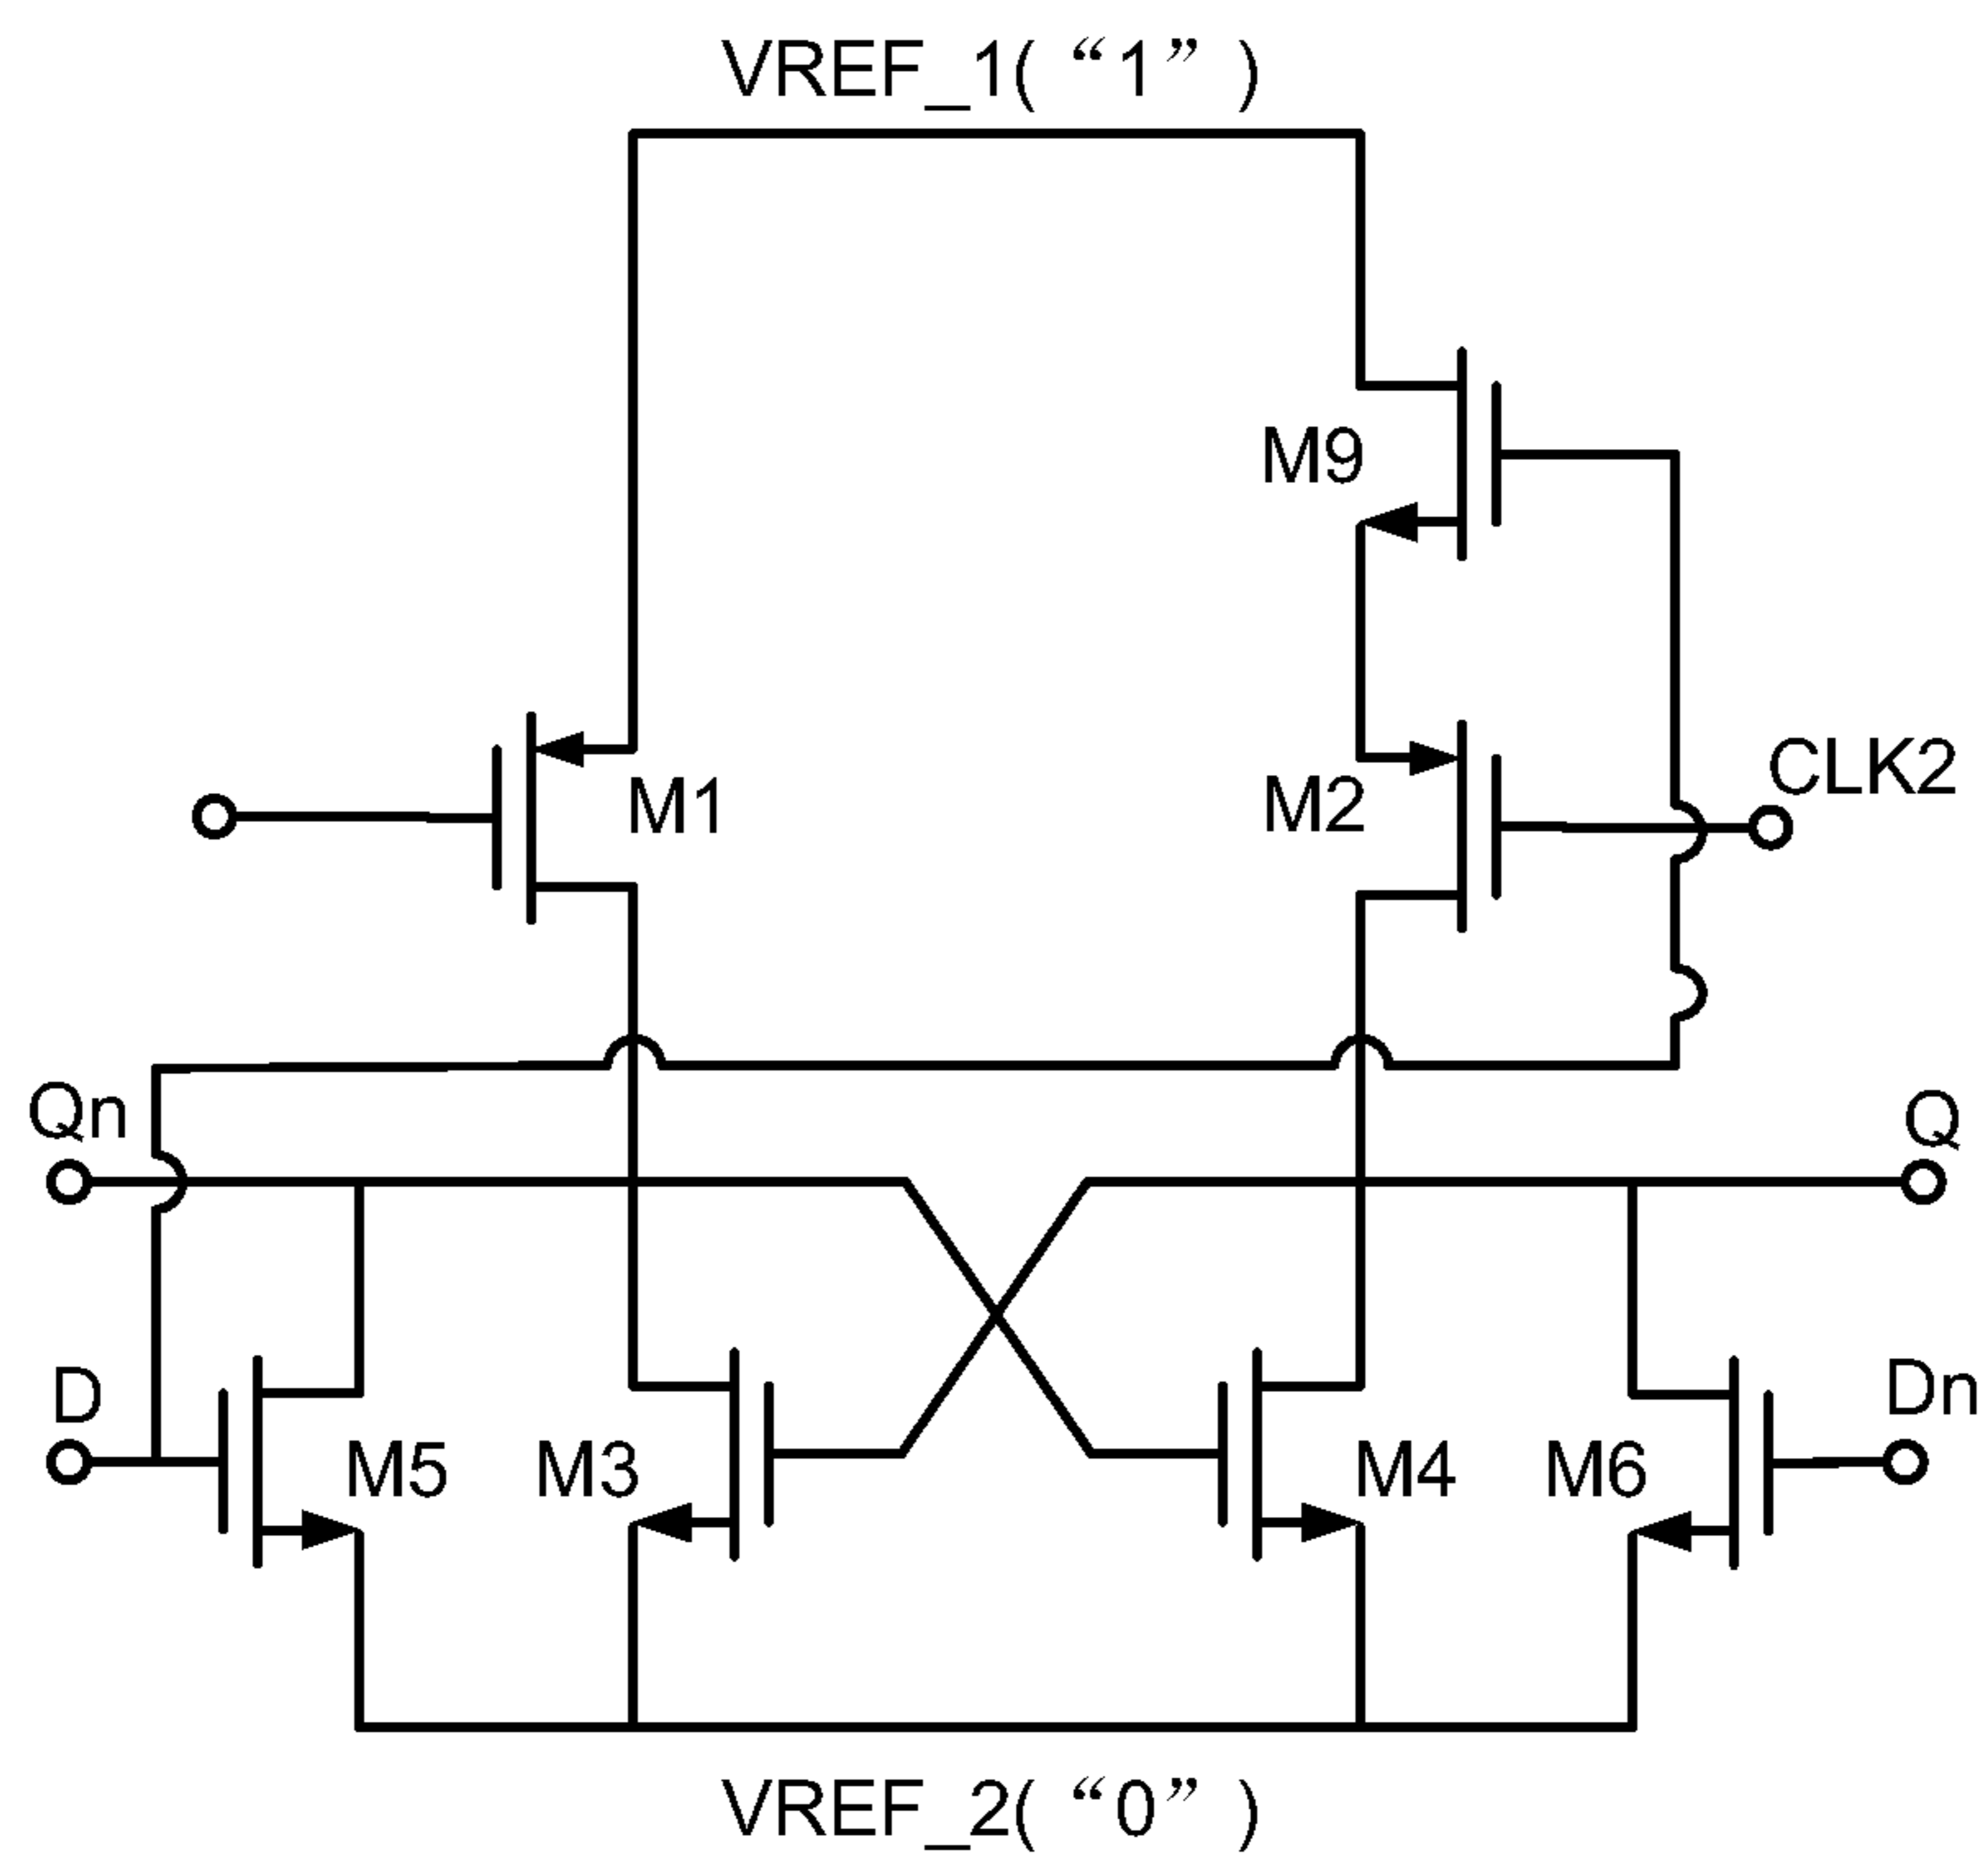 VREF_1(“1”)
M9
CLK2
M1
M2
Qn
Q
D
Dn
M5
M3
M4
M6
VREF_2(“0”)